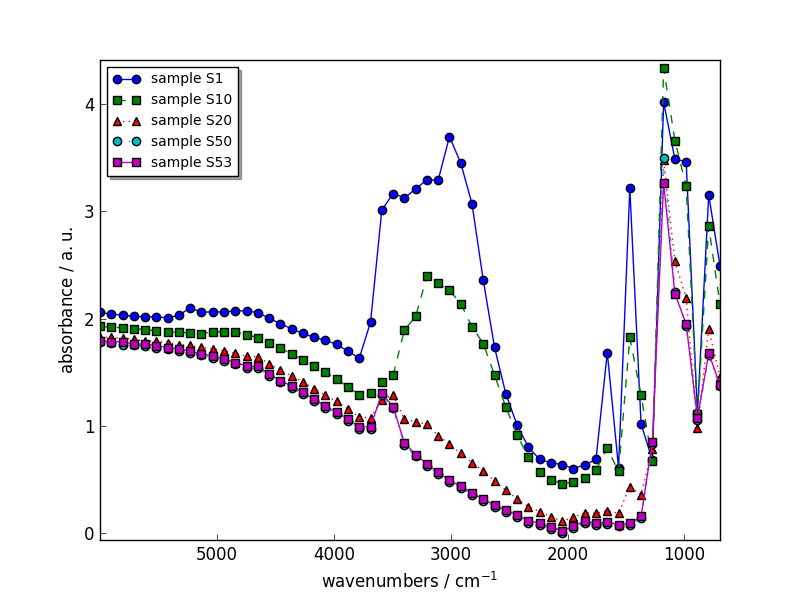 sample S1
sample S10
sample S20
sample S50
sample S53
4
3
2
1
0
absorbance / a. u.
5000 4000 3000 2000 1000
wavenumbers / cm⁻¹